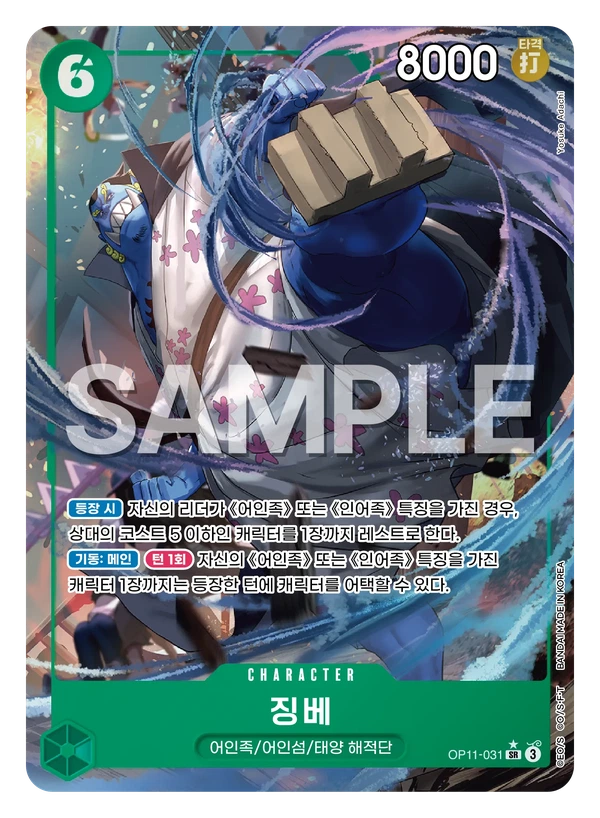 6
8000
타격
打
Yosuke Adachi
SAMPLE
등장 시 자신의 리더가 《어인족》 또는 《인어족》 특징을 가진 경우,
상대의 코스트 5 이하인 캐릭터를 1장까지 레스트로 한다.
기동: 메인 턴 1회 자신의 《어인족》 또는 《인어족》 특징을 가진
캐릭터 1장까지는 등장한 턴에 캐릭터를 어택할 수 있다.
CHARACTER
징베
어인족/어인섬/태양 해적단
OP11-031 SR 3
©EO/S ©O/S·F·T BANDAI MADE IN KOREA